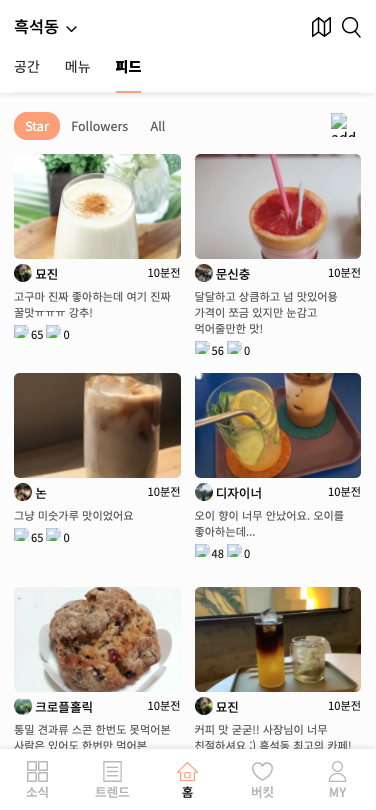 흑석동
공간 메뉴 피드
Star Followers All
add
묘진 10분전
고구마 진짜 좋아하는데 여기 진짜
꿀맛ㅠㅠㅠ 강추!
65 0
문신충 10분전
달달하고 상큼하고 넘 맛있어용
가격이 쪼금 있지만 눈감고
먹어줄만한 맛!
56 0
논 10분전
그냥 미숫가루 맛이었어요
65 0
디자이너 10분전
오이 향이 너무 안났어요. 오이를
좋아하는데...
48 0
크로플홀릭 10분전
통밀 견과류 스콘 한번도 못먹어본
사람은 있어도 한번만 먹어본
묘진 10분전
커피 맛 굳굳!! 사장님이 너무
친절하셔요 :) 흑석동 최고의 카페!
소식 트렌드 홈 버킷 MY